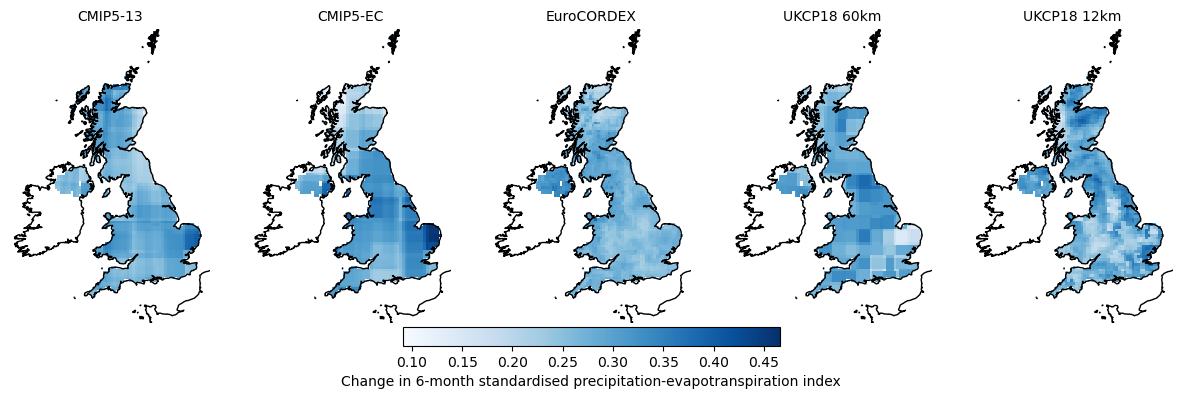 CMIP5-13
CMIP5-EC
EuroCORDEX
UKCP18 60km
UKCP18 12km
0.10 0.15 0.20 0.25 0.30 0.35 0.40 0.45
Change in 6-month standardised precipitation-evapotranspiration index